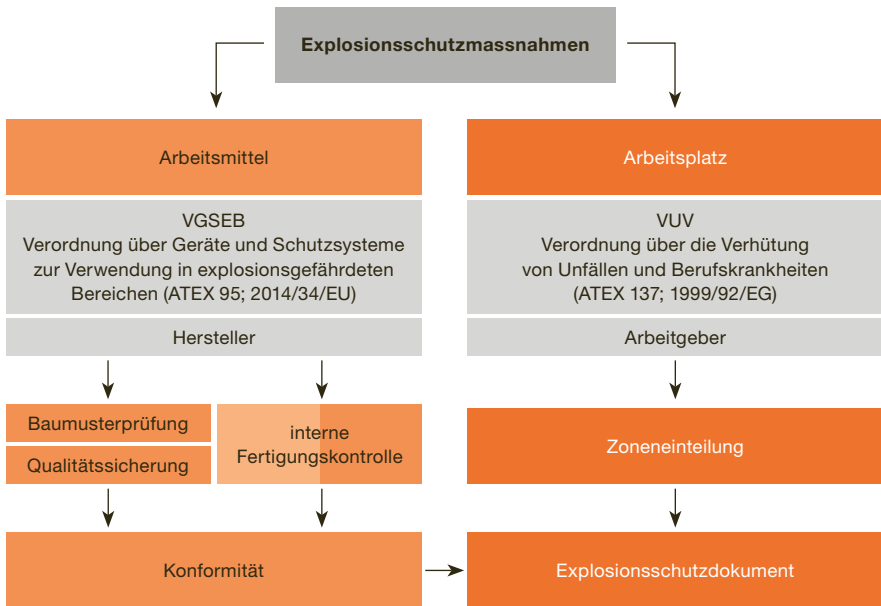 Explosionsschutzmassnahmen
Arbeitsmittel
VGSEB
Verordnung über Geräte und Schutzsysteme
zur Verwendung in explosionsgefährdeten
Bereichen (ATEX 95; 2014/34/EU)
Hersteller
Baumusterprüfung
Qualitätssicherung
interne
Fertigungskontrolle
Konformität
Arbeitsplatz
VUV
Verordnung über die Verhütung
von Unfällen und Berufskrankheiten
(ATEX 137; 1999/92/EG)
Arbeitgeber
Zoneneinteilung
Explosionsschutzdokument